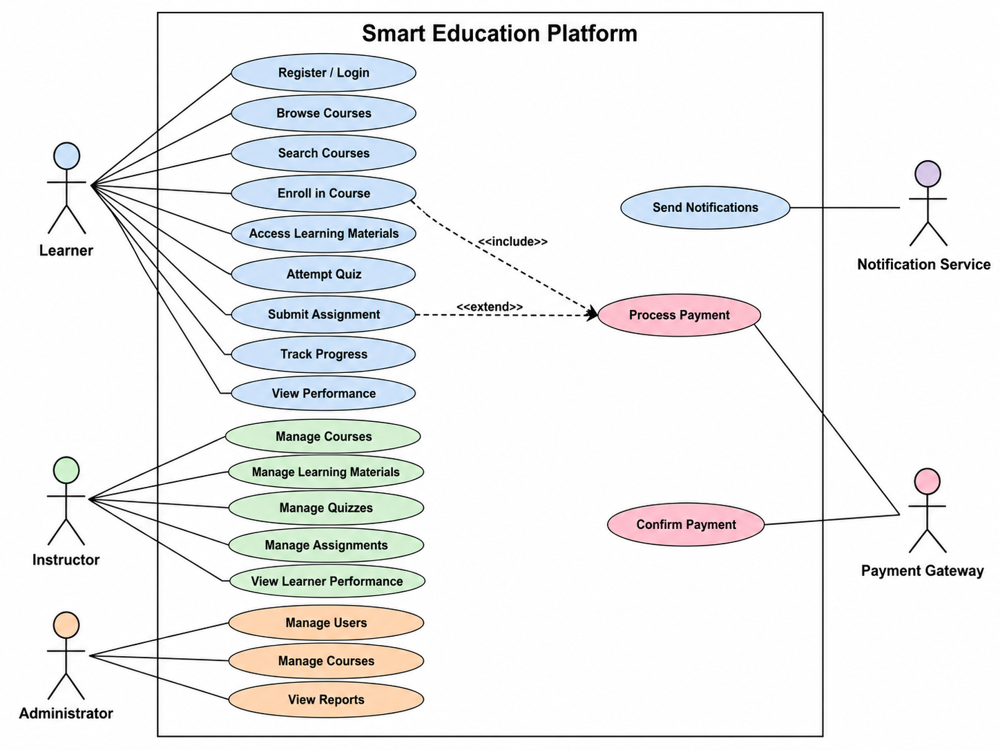 Smart Education Platform
Register / Login
Browse Courses
Search Courses
Enroll in Course
Access Learning Materials
Attempt Quiz
Submit Assignment
Track Progress
View Performance
Learner
<<include>>
<<extend>>
Send Notifications
Notification Service
Process Payment
Manage Courses
Manage Learning Materials
Manage Quizzes
Manage Assignments
View Learner Performance
Instructor
Confirm Payment
Payment Gateway
Manage Users
Manage Courses
View Reports
Administrator